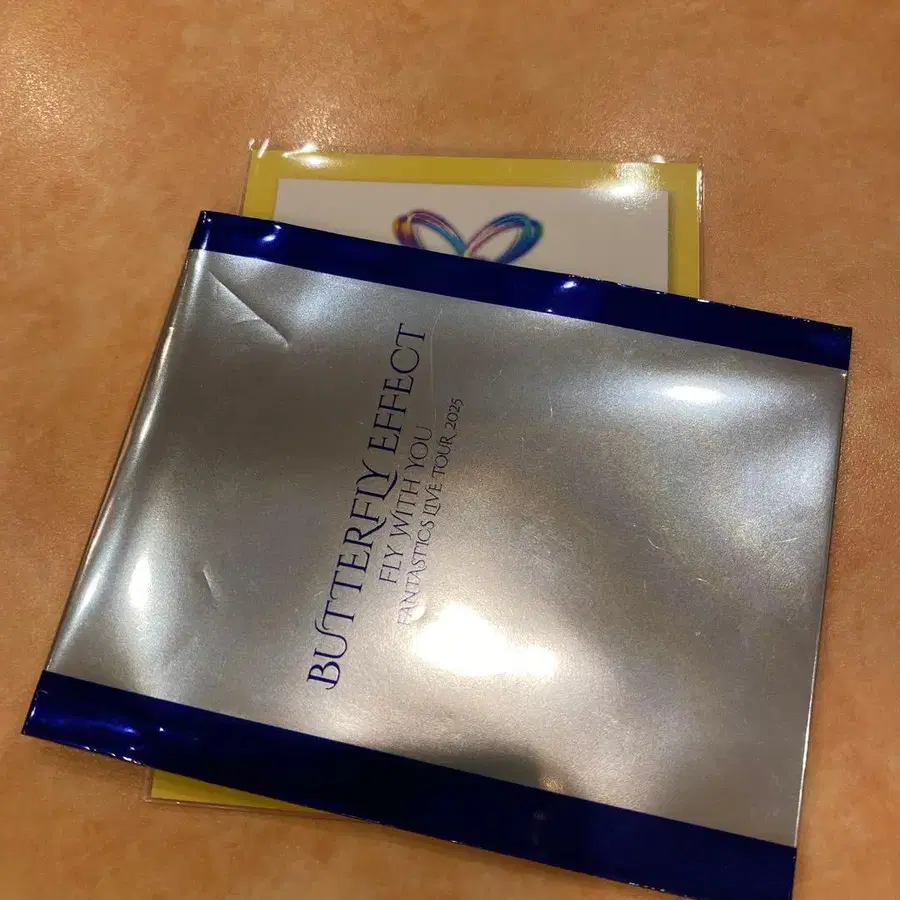 BUTTERFLY EFFECT
FLY WITH YOU
FANTASTICS LIVE TOUR 2025